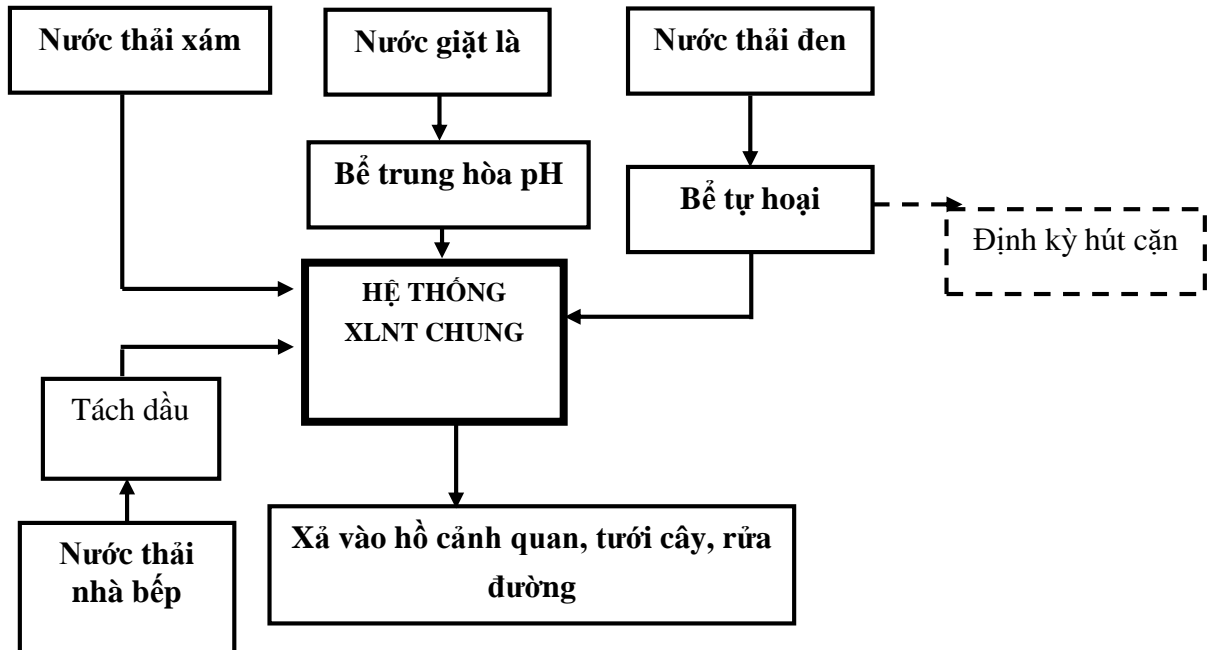 Nước thải xám
Nước giặt là
Nước thải đen
Bể trung hòa pH
Bể tự hoại
Định kỳ hút cặn
HỆ THỐNG
XLNT CHUNG
Tách dầu
Nước thải
nhà bếp
Xả vào hồ cảnh quan, tưới cây, rửa
đường